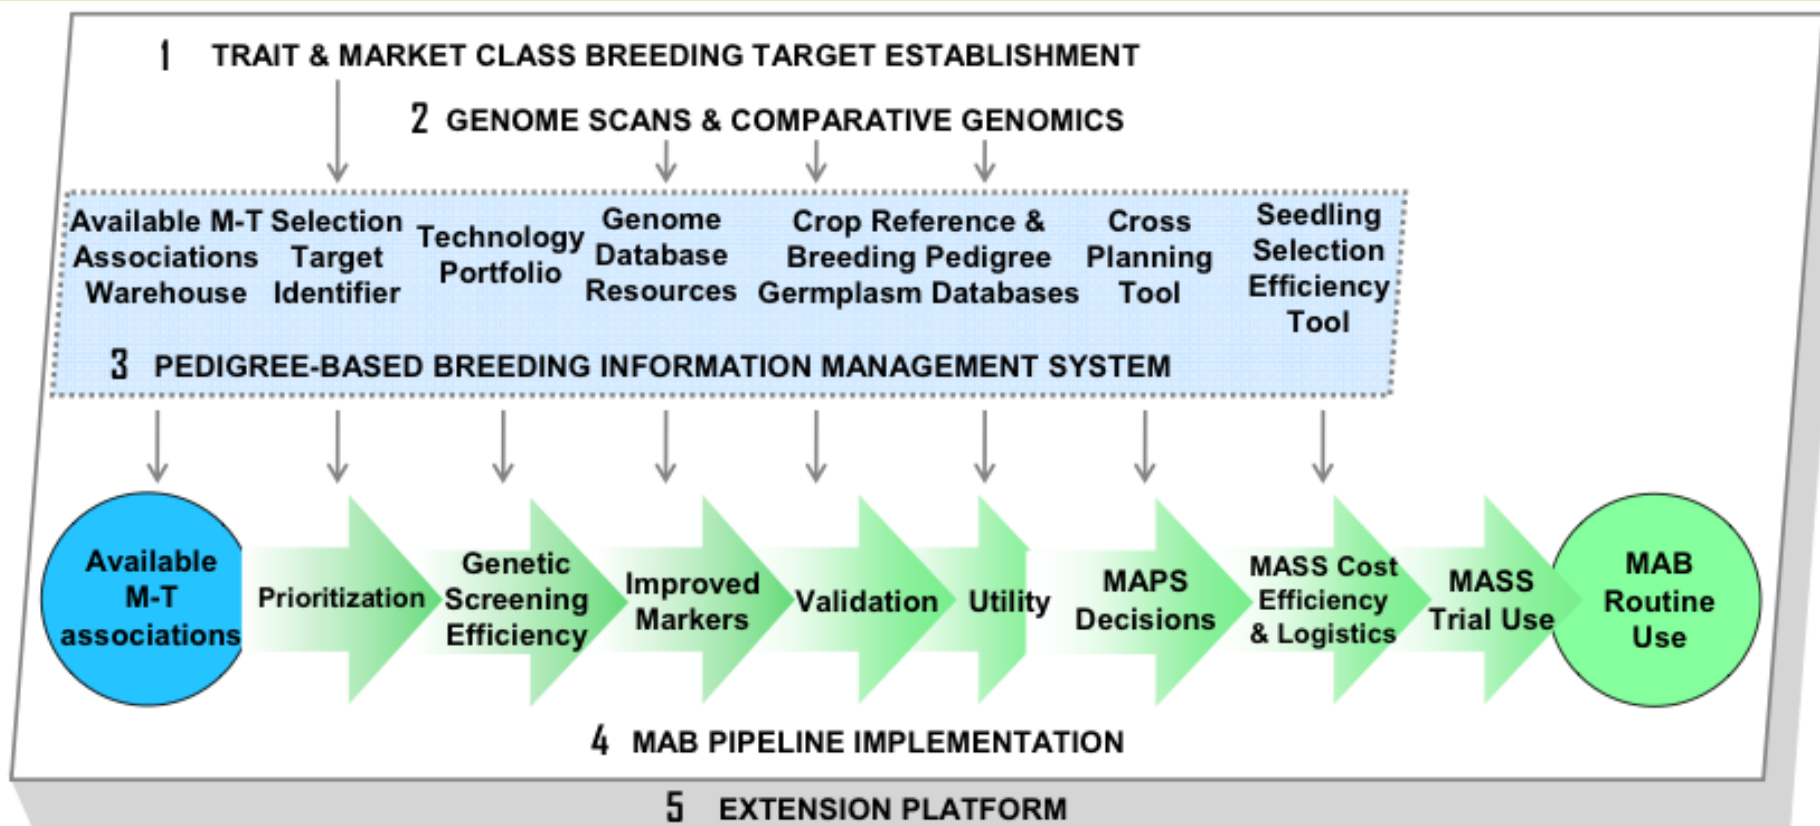 1 TRAIT & MARKET CLASS BREEDING TARGET ESTABLISHMENT
2 GENOME SCANS & COMPARATIVE GENOMICS
Available M-T
Associations
Warehouse
Selection
Target
Identifier
Technology
Portfolio
Genome
Database
Resources
Crop Reference &
Breeding Pedigree
Germplasm Databases
Cross
Planning
Tool
Seedling
Selection
Efficiency
Tool
3 PEDIGREE-BASED BREEDING INFORMATION MANAGEMENT SYSTEM
Available
M-T
associations
Prioritization
Genetic
Screening
Efficiency
Improved
Markers
Validation
Utility
MAPS
Decisions
MASS Cost
Efficiency
& Logistics
MASS
Trial Use
MAB
Routine
Use
4 MAB PIPELINE IMPLEMENTATION
5 EXTENSION PLATFORM